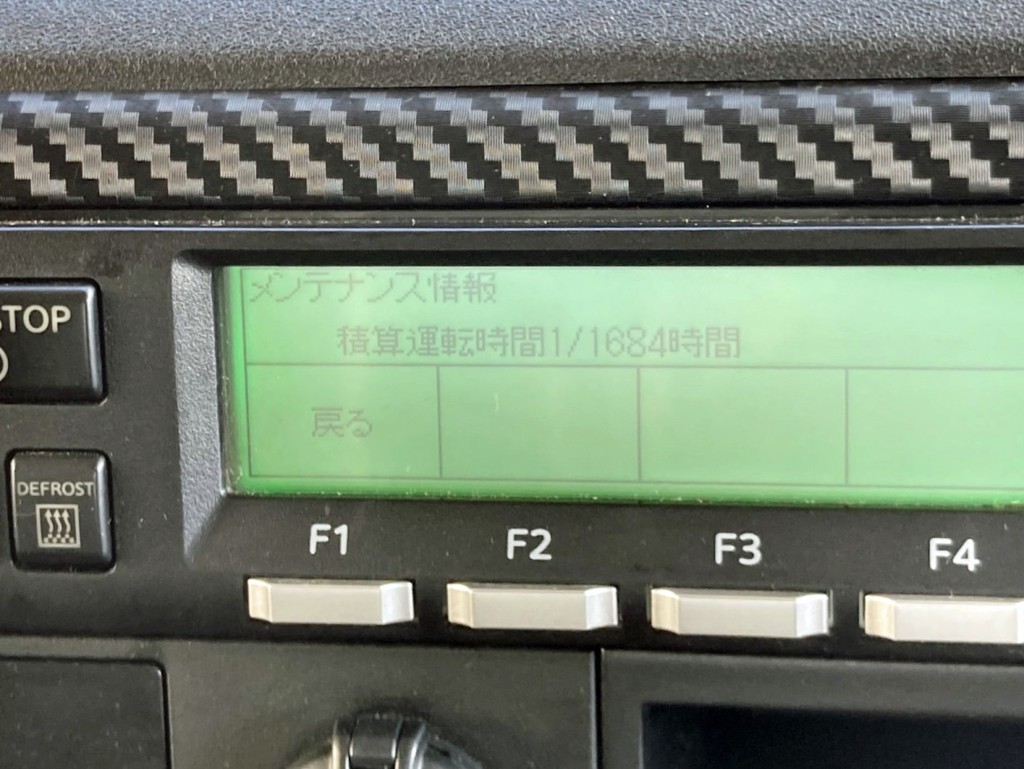 メンテナンス情報
積算運転時間1/1684時間
戻る
STOP
DEFROST
F1 F2 F3 F4